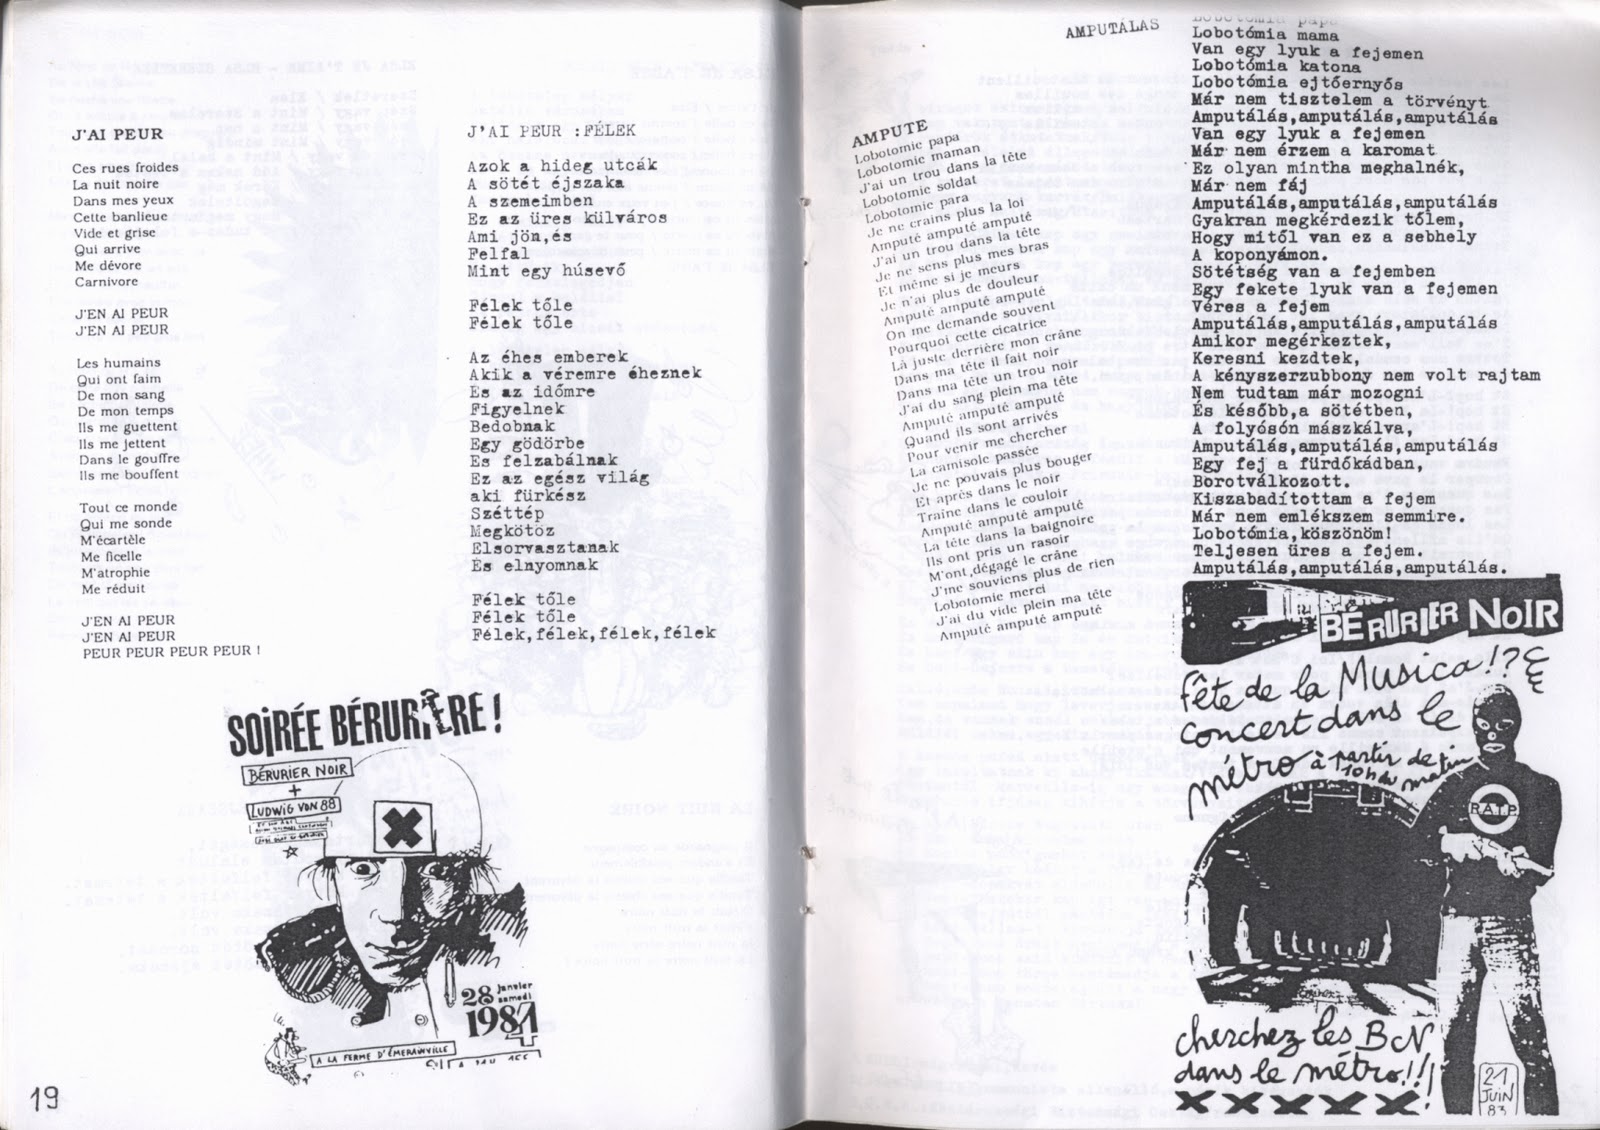 J'AI PEUR
Ces rues froides
La nuit noire
Dans mes yeux
Cette banlieue
Vide et grise
Qui arrive
Me dévore
Carnivore
J'EN AI PEUR
J'EN AI PEUR
Les humains
Qui ont faim
De mon sang
De mon temps
Ils me guettent
Ils me jettent
Dans le gouffre
Ils me bouffent
Tout ce monde
Qui me sonde
M'écartèle
Me ficelle
M'atrophie
Me réduit
J'EN AI PEUR
J'EN AI PEUR
PEUR PEUR PEUR PEUR !
J'AI PEUR :FÉLEK
Azok a hideg utcák
A sötét éjszaka
A szemeimben
Ez az üres külváros
Ami jön,és
Felfal
Mint egy húsevő
Félek tőle
Félek tőle
Az éhes emberek
Akik a véremre éheznek
Es az időmre
Figyelnek
Bedobnak
Egy gödörbe
Es felzabálnak
Ez az egész világ
aki fürkész
Széttép
Megkötöz
Elsorvasztanak
Es elnyomnak
Félek tőle
Félek tőle
Félek,félek,félek,félek
SOIRÉE BÉRURIÈRE !
BÉRURIER NOIR
+
LUDWIG VON 88
28 janvier
samedi
1984
A LA FERME D'ÉMERAINVILLE
19
AMPUTE
Lobotomie papa
Lobotomie maman
J'ai un trou dans la tête
Lobotomie soldat
Lobotomie para
Je ne crains plus la loi
Amputé amputé amputé
J'ai un trou dans la tête
Je ne sens plus mes bras
Et même si je meurs
Je n'ai plus de douleur
Amputé amputé amputé
On me demande souvent
Pourquoi cette cicatrice
Là juste derrière mon crâne
Dans ma tête il fait noir
Dans ma tête un trou noir
J'ai du sang plein ma tête
Amputé amputé amputé
Quand ils sont arrivés
Pour venir me chercher
La camisole passée
Je ne pouvais plus bouger
Et après dans le noir
Traîne dans le couloir
Amputé amputé amputé
La tête dans la baignoire
Ils ont pris un rasoir
M'ont,dégagé le crâne
J'me souviens plus de rien
Lobotomie merci
J'ai du vide plein ma tête
Amputé amputé amputé
AMPUTÁLAS
Lobotómia papa
Lobotómia mama
Van egy lyuk a fejemen
Lobotómia katona
Lobotómia ejtőernyős
Már nem tisztelem a törvényt
Amputálás,amputálás,amputálás
Van egy lyuk a fejemen
Már nem érzem a karomat
Ez olyan mintha meghalnék,
Már nem fáj
Amputálás,amputálás,amputálás
Gyakran megkérdezik tőlem,
Hogy mitől van ez a sebhely
A koponyámon.
Sötétség van a fejemben
Egy fekete lyuk van a fejemen
Véres a fejem
Amputálás,amputálás,amputálás
Amikor megérkeztek,
Keresni kezdtek,
A kényszerzubbony nem volt rajtam
Nem tudtam már mozogni
És később,a sötétben,
A folyósón mászkálva,
Amputálás,amputálás,amputálás
Egy fej a fürdőkádban,
Borotválkozott.
Kiszabadítottam a fejem
Már nem emlékszem semmire.
Lobotómia,köszönöm!
Teljesen üres a fejem.
Amputálás,amputálás,amputálás.
BÉRURIER NOIR
fêt de la Musica!?
concert dans le
métro à partir de
10h du matin
R.A.T.P.
cherchez les BCN
dans le métro!!!
21
JUIN
83